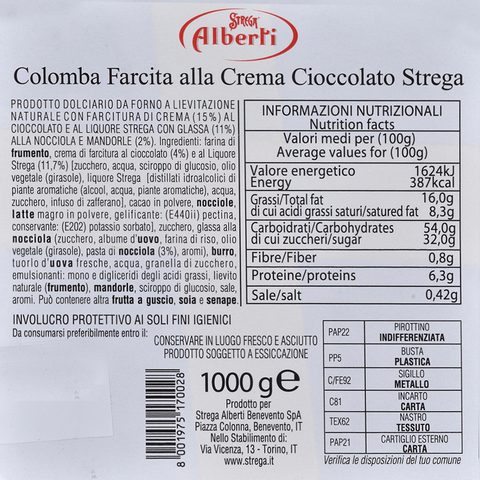 STREGA
Alberti
Colomba Farcita alla Crema Cioccolato Strega
PRODOTTO DOLCIARIO DA FORNO A LIEVITAZIONE
NATURALE CON FARCITURA DI CREMA (15%) AL
CIOCCOLATO E AL LIQUORE STREGA CON GLASSA (11%)
ALLA NOCCIOLA E MANDORLE (2%). Ingredienti: farina di
frumento, crema di farcitura al cioccolato (4%) e al Liquore
Strega (11,7%) [zucchero, acqua, sciroppo di glucosio, olio
vegetale (girasole), liquore Strega [distillati idroalcolici di
piante aromatiche (alcool, acqua, piante aromatiche), acqua,
zucchero, infuso di zafferano], cacao in polvere, nocciole,
latte magro in polvere, gelificante: (E440ii) pectina,
conservante: (E202) potassio sorbato], zucchero, glassa alla
nocciola (zucchero, albume d'uovo, farina di riso, olio
vegetale (girasole), pasta di nocciola (3%), aromi), burro,
tuorlo d'uova fresche, acqua, granella di zucchero,
emulsionanti: mono e digliceridi degli acidi grassi, lievito
naturale (frumento), mandorle, sciroppo di glucosio, sale,
aromi. Può contenere altra frutta a guscio, soia e senape.
INFORMAZIONI NUTRIZIONALI
Nutrition facts
Valori medi per (100g)
Average values for (100g)
Valore energetico 1624kJ
Energy 387kcal
Grassi/Total fat 16,0g
di cui acidi grassi saturi/satured fat 8,3g
Carboidrati/Carbohydrates 54,0g
di cui zuccheri/sugar 32,0g
Fibre/Fiber 0,8g
Proteine/proteins 6,3g
Sale/salt 0,42g
INVOLUCRO PROTETTIVO AI SOLI FINI IGIENICI
Da consumarsi preferibilmente entro il:
CONSERVARE IN LUOGO FRESCO E ASCIUTTO
PRODOTTO SOGGETTO A ESSICCAZIONE
8 001975 170028
1000 g e
Prodotto per
Strega Alberti Benevento SpA
Piazza Colonna, Benevento, IT
Nello Stabilimento di:
Via Vicenza, 13 - Torino, IT
www.strega.it
PAP22 PIROTTINO
INDIFFERENZIATA
PP5 BUSTA
PLASTICA
C/FE92 SIGILLO
METALLO
C81 INCARTO
CARTA
TEX62 NASTRO
TESSUTO
PAP21 CARTIGLIO ESTERNO
CARTA
Verifica le disposizioni del tuo comune